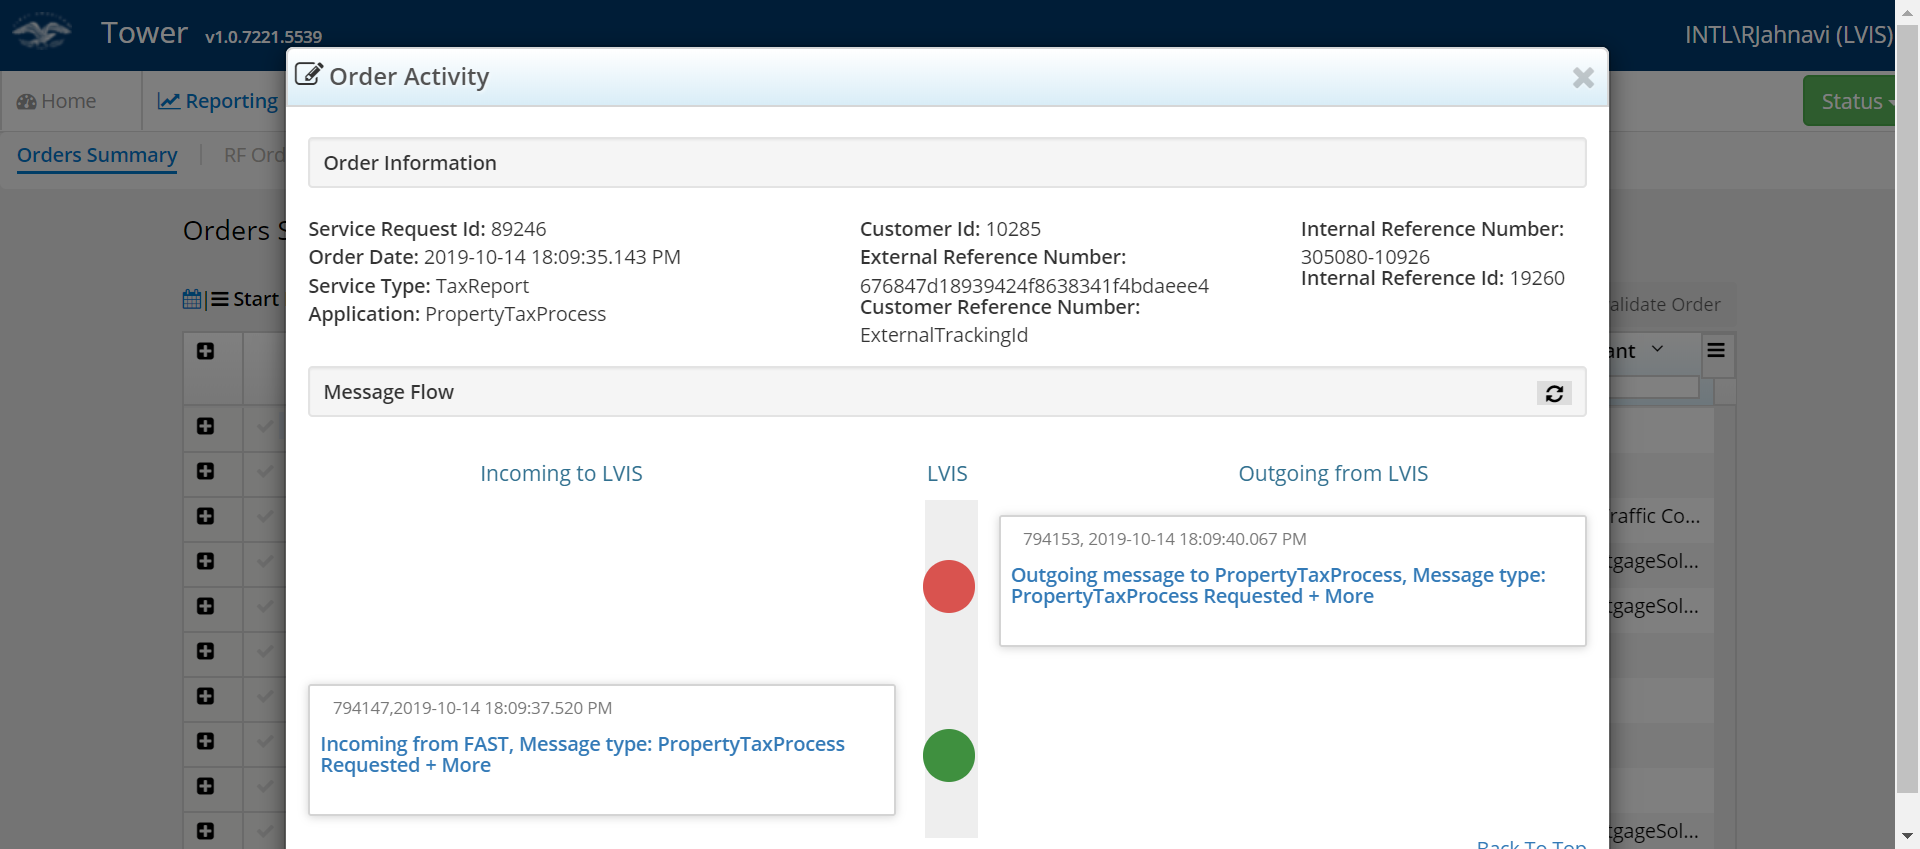 Tower v1.0.7221.5539
INTL\RJahnavi (LVIS)
Order Activity
Home
Reporting
Status
Orders Summary
RF Ord
Orders S
Start
alidate Order
ant
raffic Co...
tgageSol...
tgageSol...
tgageSol...
Order Information
Service Request Id: 89246
Order Date: 2019-10-14 18:09:35.143 PM
Service Type: TaxReport
Application: PropertyTaxProcess
Customer Id: 10285
External Reference Number:
676847d18939424f8638341f4bdaeee4
Customer Reference Number:
ExternalTrackingId
Internal Reference Number:
305080-10926
Internal Reference Id: 19260
Message Flow
Incoming to LVIS
LVIS
Outgoing from LVIS
794153, 2019-10-14 18:09:40.067 PM
Outgoing message to PropertyTaxProcess, Message type:
PropertyTaxProcess Requested + More
794147,2019-10-14 18:09:37.520 PM
Incoming from FAST, Message type: PropertyTaxProcess
Requested + More
Back To Top